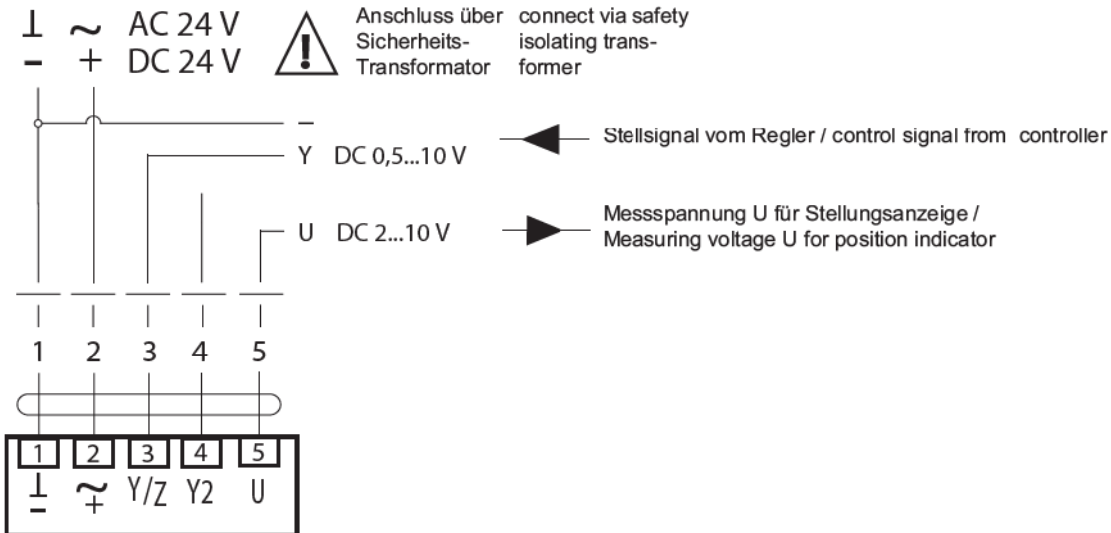 ⊥ ~ AC 24 V
– + DC 24 V
Anschluss über
Sicherheits-
Transformator
connect via safety
isolating trans-
former
–
Y DC 0,5...10 V
Stellsignal vom Regler / control signal from controller
U DC 2...10 V
Messspannung U für Stellungsanzeige /
Measuring voltage U for position indicator
1 2 3 4 5
1 2 3 4 5
⊥ ~ Y/Z Y2 U
– +